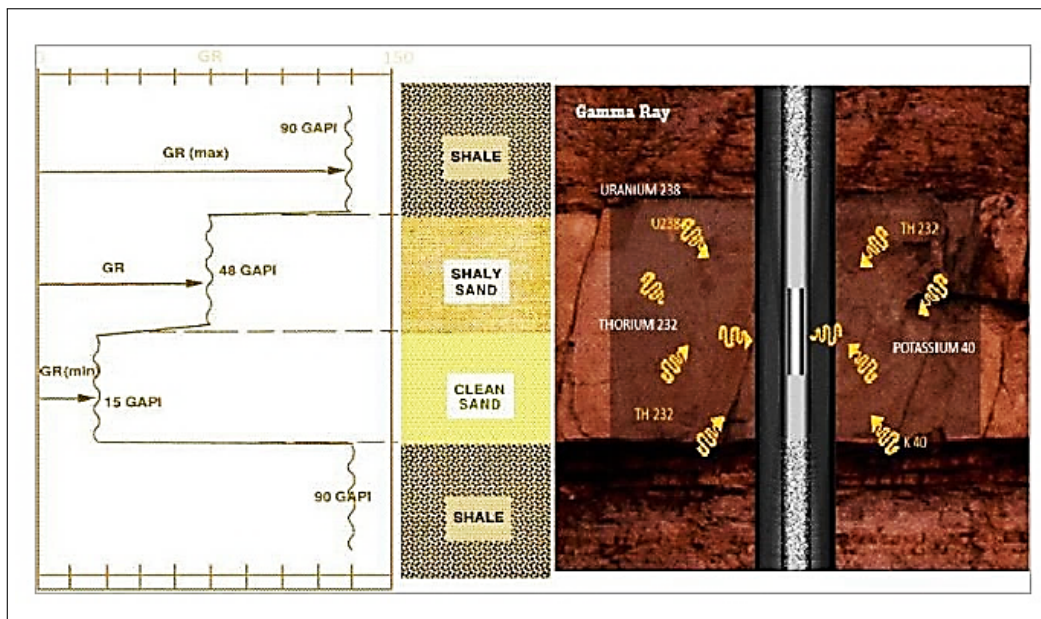 0 GR 150
90 GAPI
GR (max)
SHALE
GR
48 GAPI
SHALY
SAND
GR(min)
15 GAPI
CLEAN
SAND
90 GAPI
SHALE
Gamma Ray
URANIUM 238
U238
TH 232
THORIUM 232
POTASSIUM 40
TH 232
K 40